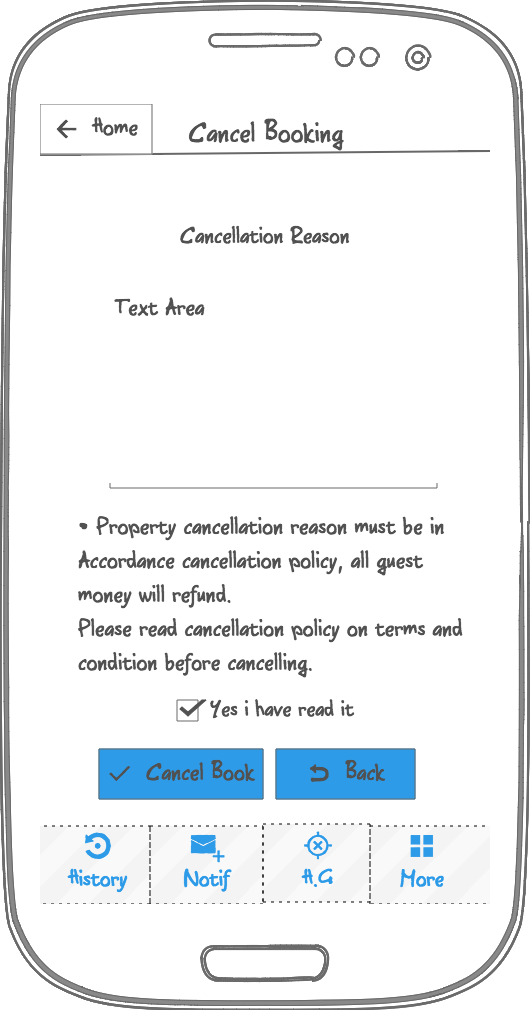 Home
Cancel Booking
Cancellation Reason
Text Area
• Property cancellation reason must be in
Accordance cancellation policy, all guest
money will refund.
Please read cancellation policy on terms and
condition before cancelling.
Yes i have read it
Cancel Book
Back
History
Notif
H.G
More